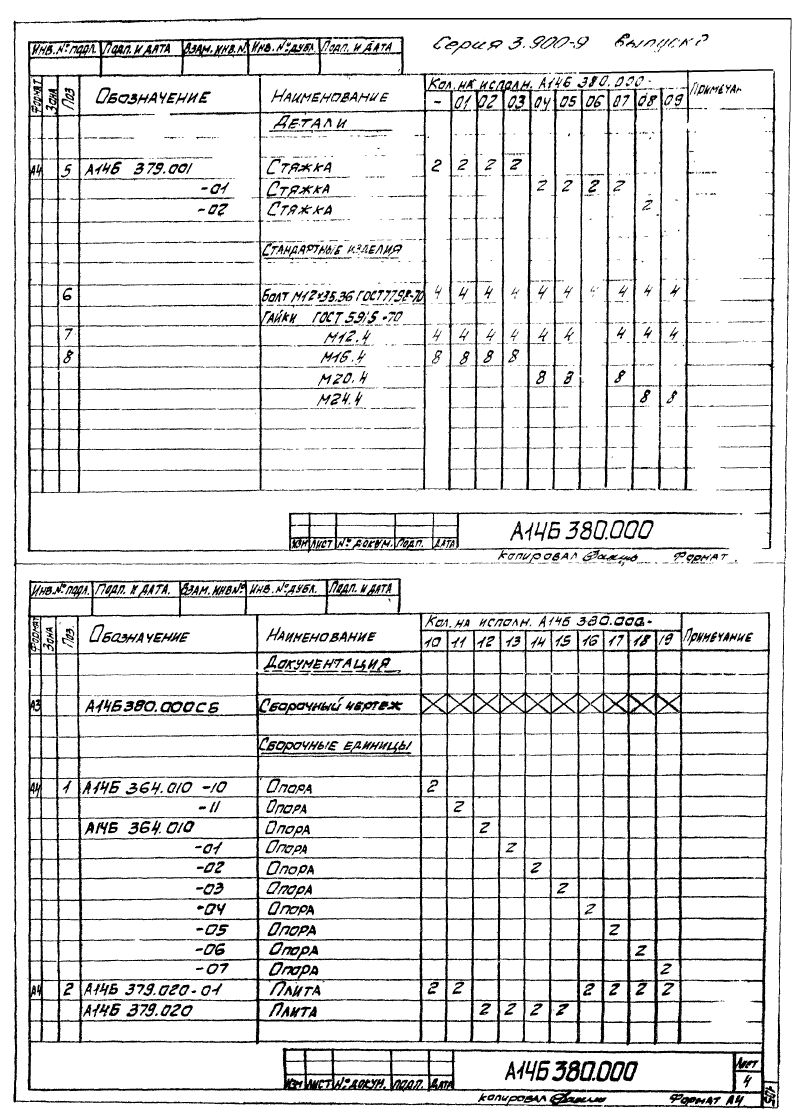 Серия 3.900-9 Выпуск
Инв. № подл. Подп. и дата Взам. инв. № Инв. № дубл. Подп. и дата
Формат Зона Поз Обозначение Наименование Кол. на исполн. А14Б 380.000- Примечан
- 01 02 03 04 05 06 07 08 09
Детали
А4 5 А14Б 379.001 Стяжка 2 2 2 2
-01 Стяжка 2 2 2 2
-02 Стяжка 2
Стандартные изделия
6 Болт М12×35.36 ГОСТ 7798-70 4 4 4 4 4 4 4 4 4 4
Гайки ГОСТ 5915-70
7 М12.4 4 4 4 4 4 4 4 4 4
8 М16.4 8 8 8 8
М20.4 8 8 8
М24.4 8 8
Изм Лист № докум. Подп. Дата А14Б 380.000
Копировал Формат
Инв. № подл. Подп. и дата. Взам. инв № Инв. № дубл. Подп. и дата
Формат Зона Поз. Обозначение Наименование Кол. на исполн. А14Б 380.000- Примечание
10 11 12 13 14 15 16 17 18 19
Документация
А3 А14Б380.000СБ Сборочный чертеж X X X X X X X X X X
Сборочные единицы
А4 1 А14Б 364.010 -10 Опора 2
-11 Опора 2
А14Б 364.010 Опора 2
-01 Опора 2
-02 Опора 2
-03 Опора 2
-04 Опора 2
-05 Опора 2
-06 Опора 2
-07 Опора 2
А4 2 А14Б 379.020-01 Плита 2 2 2 2 2 2
А14Б 379.020 Плита 2 2 2 2
Изм Лист № докум. Подп. Дата А14Б 380.000 Лист 4
Копировал Формат А4